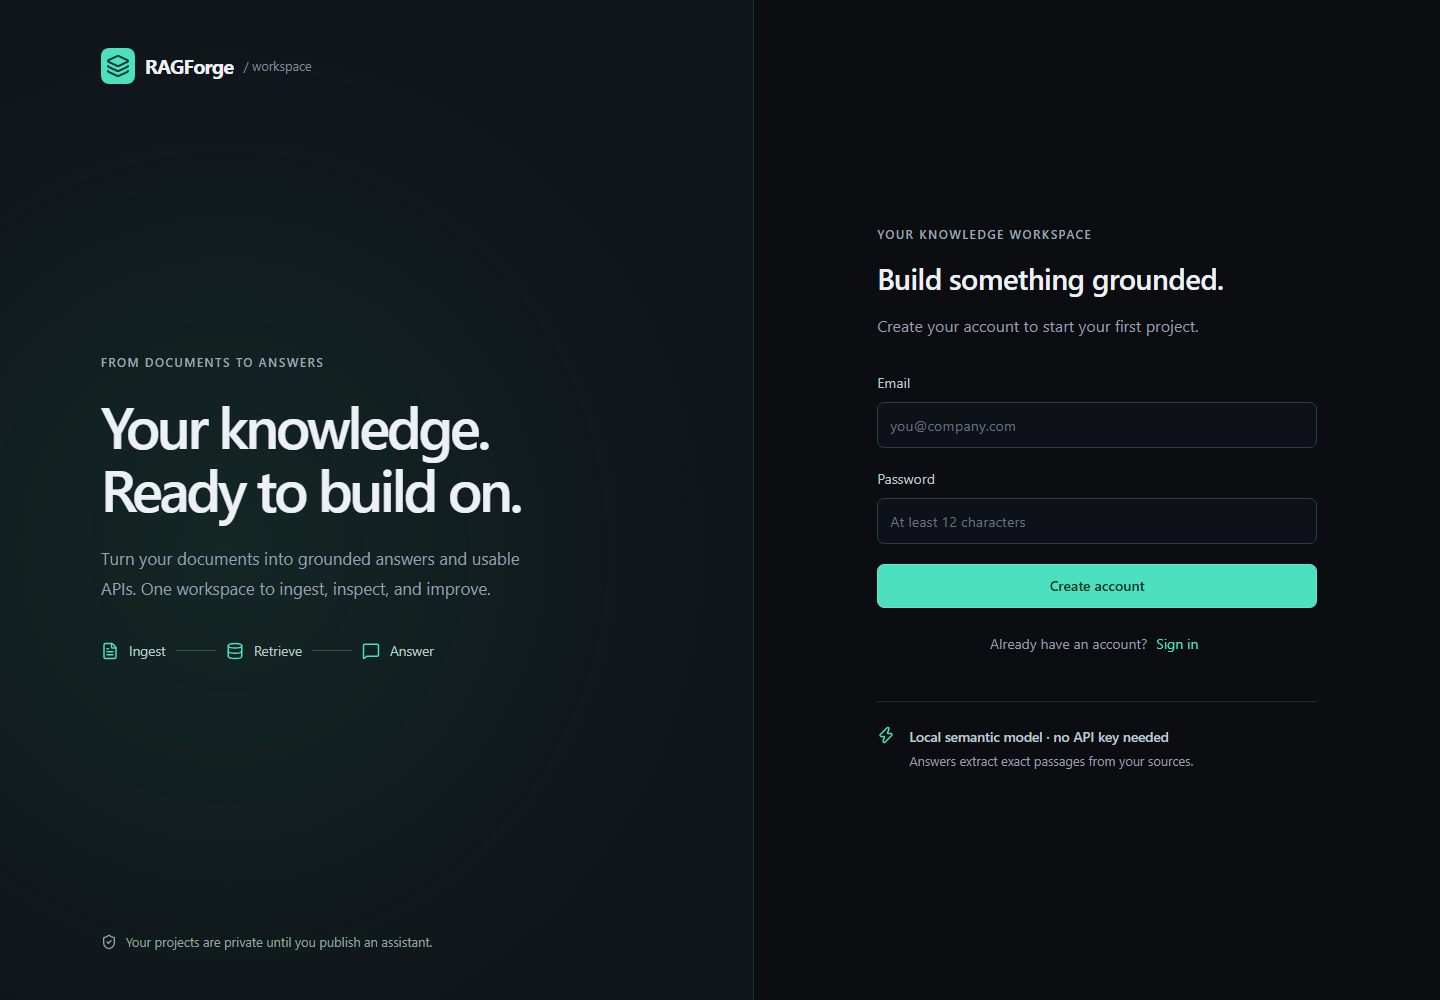 RAGForge / workspace
FROM DOCUMENTS TO ANSWERS
Your knowledge.
Ready to build on.
Turn your documents into grounded answers and usable
APIs. One workspace to ingest, inspect, and improve.
Ingest Retrieve Answer
Your projects are private until you publish an assistant.
YOUR KNOWLEDGE WORKSPACE
Build something grounded.
Create your account to start your first project.
Email
you@company.com
Password
At least 12 characters
Create account
Already have an account? Sign in
Local semantic model · no API key needed
Answers extract exact passages from your sources.